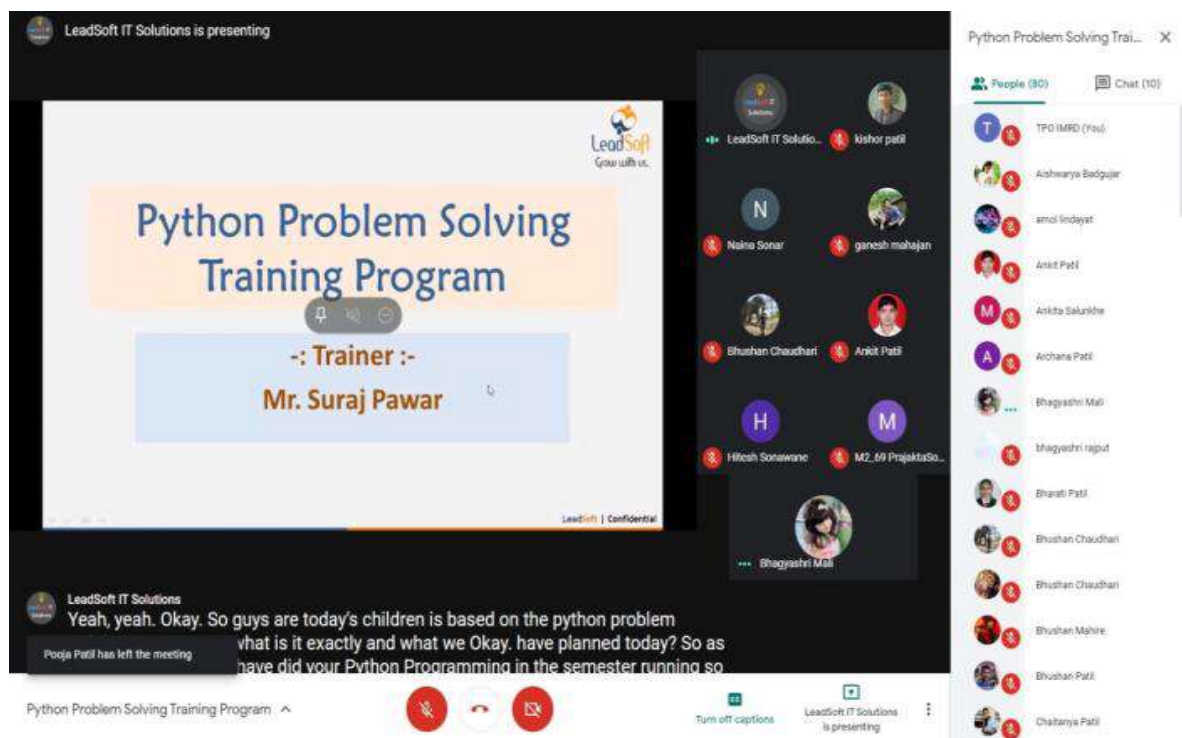 LeadSoft IT Solutions is presenting
LeadSoft
Grow with us.
Python Problem Solving
Training Program
-: Trainer :-
Mr. Suraj Pawar
LeadSoft | Confidential
LeadSoft IT Solutio...
kishor patil
N
Naina Sonar
ganesh mahajan
Bhushan Chaudhari
Ankit Patil
H
Hitesh Sonawane
M
M2_69 PrajaktaSo...
Bhagyashri Mali
LeadSoft IT Solutions
Yeah, yeah. Okay. So guys are today's children is based on the python problem
what is it exactly and what we Okay. have planned today? So as
have did your Python Programming in the semester running so
Pooja Patil has left the meeting
Python Problem Solving Training Program
Turn off captions
LeadSoft IT Solutions
is presenting
Python Problem Solving Trai...
People (80)
Chat (10)
T
TPO IMRD (You)
Aishwarya Badgujar
amol lindayat
Ankit Patil
M
Ankita Salunkhe
A
Archana Patil
Bhagyashri Mali
bhagyashri rajput
Bharati Patil
Bhushan Chaudhari
Bhushan Chaudhari
Bhushan Mahire
Bhushan Patil
Chaitanya Patil